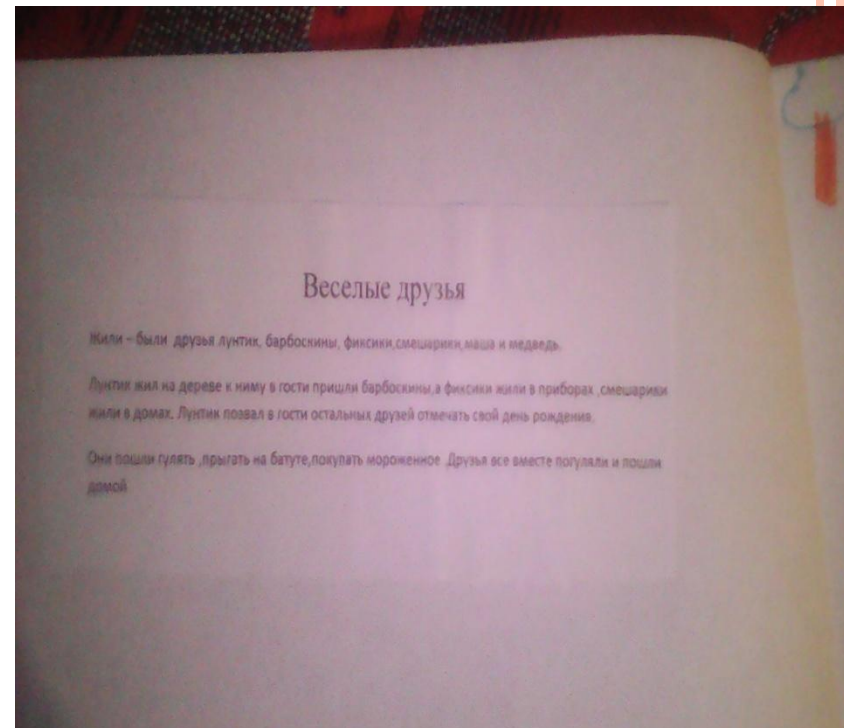 Веселые друзья
Жили – были друзья лунтик, барбоскины, фиксики,смешарики,маша и медведь.
Лунтик жил на дереве к ниму в гости пришли барбоскины,а фиксики жили в приборах ,смешарики
жили в домах. Лунтик позвал в гости остальных друзей отмечать свой день рождения.
Они пошли гулять ,прыгать на батуте,покупать мороженное .Друзья все вместе погуляли и пошли
домой